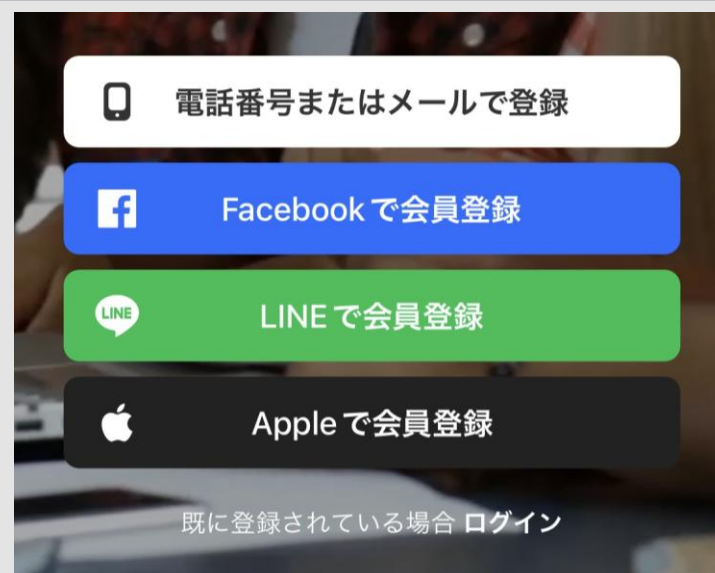 電話番号またはメールで登録
Facebookで会員登録
LINE
LINEで会員登録
Appleで会員登録
既に登録されている場合 ログイン